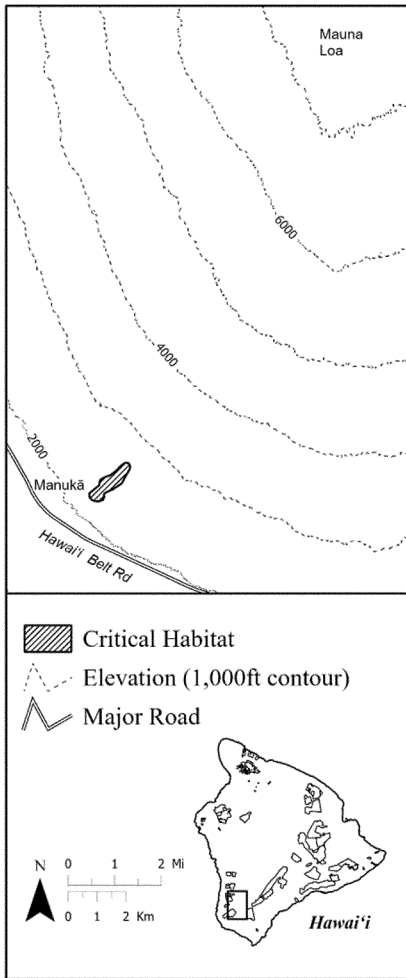 Mauna
Loa
6000
4000
2000
Manukā
Hawai‘i Belt Rd
Critical Habitat
Elevation (1,000ft contour)
Major Road
N
0 1 2 Mi
0 1 2 Km
Hawai‘i